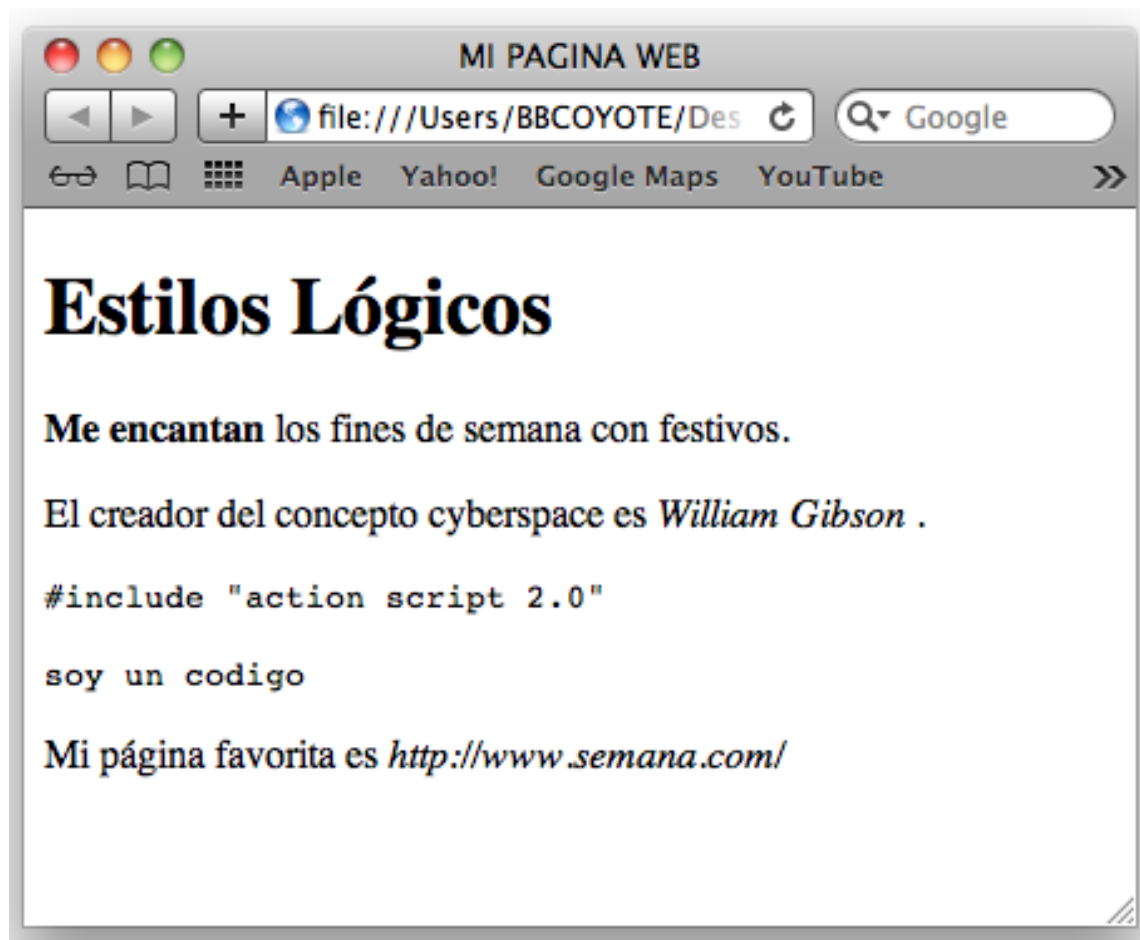 MI PAGINA WEB
+ file:///Users/BBCOYOTE/Des Google
Apple Yahoo! Google Maps YouTube »
Estilos Lógicos
Me encantan los fines de semana con festivos.
El creador del concepto cyberspace es William Gibson .
#include "action script 2.0"
soy un codigo
Mi página favorita es http://www.semana.com/